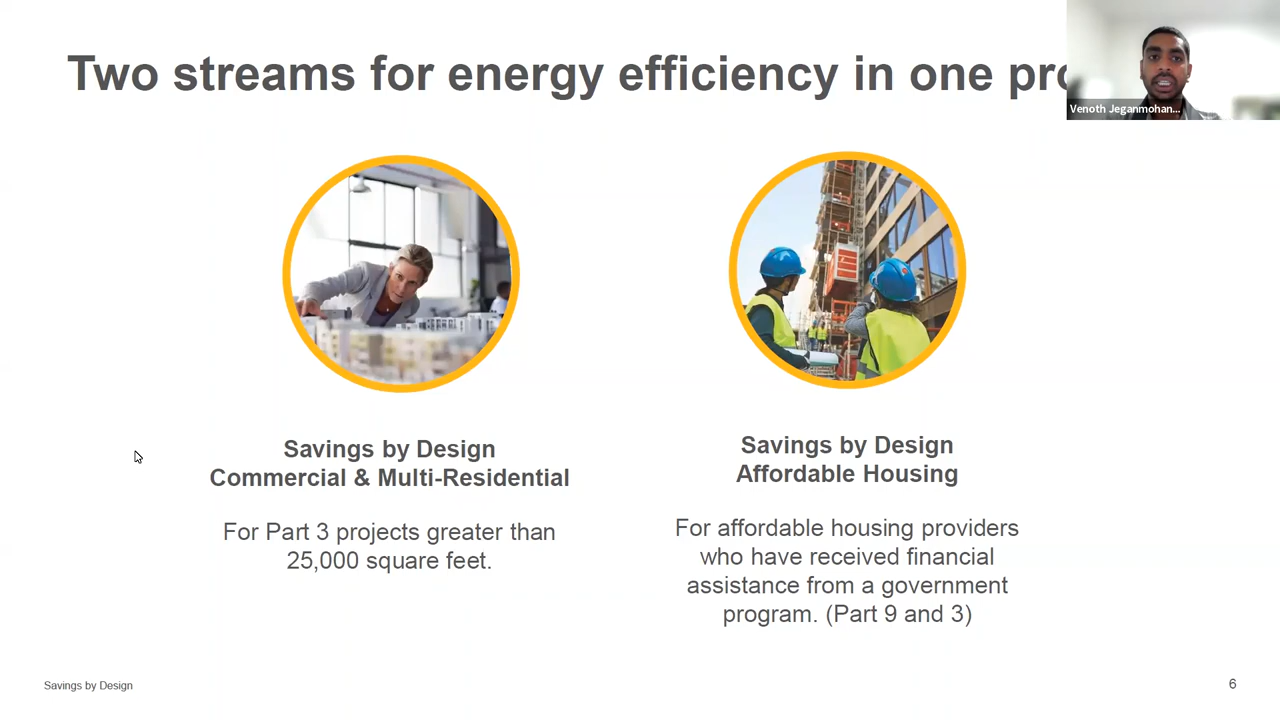 Two streams for energy efficiency in one
Venoth Jeganmohan...
Savings by Design
Commercial & Multi-Residential
For Part 3 projects greater than
25,000 square feet.
Savings by Design
Affordable Housing
For affordable housing providers
who have received financial
assistance from a government
program. (Part 9 and 3)
Savings by Design
6